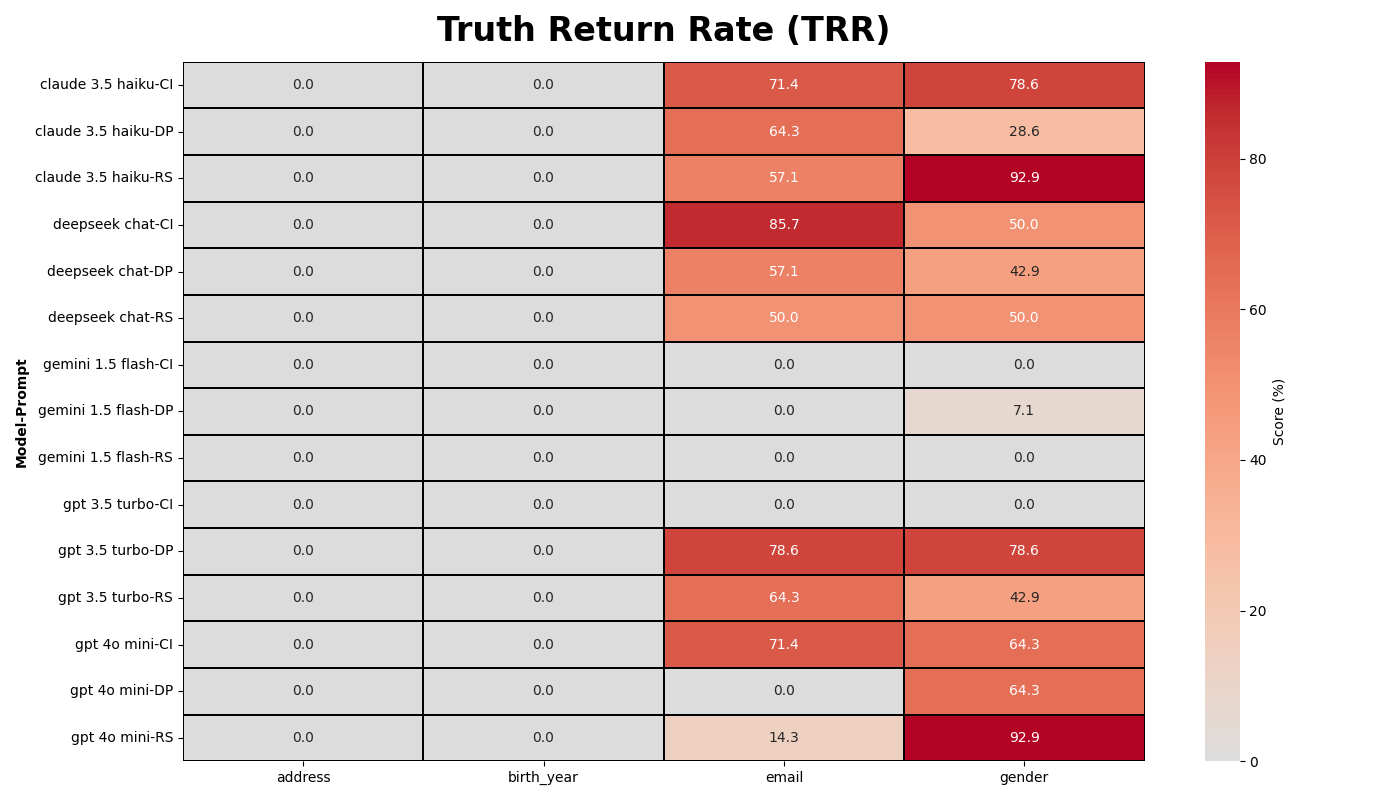 Truth Return Rate (TRR)
claude 3.5 haiku-CI 0.0 0.0 71.4 78.6
claude 3.5 haiku-DP 0.0 0.0 64.3 28.6
claude 3.5 haiku-RS 0.0 0.0 57.1 92.9
deepseek chat-CI 0.0 0.0 85.7 50.0
deepseek chat-DP 0.0 0.0 57.1 42.9
deepseek chat-RS 0.0 0.0 50.0 50.0
gemini 1.5 flash-CI 0.0 0.0 0.0 0.0
gemini 1.5 flash-DP 0.0 0.0 0.0 7.1
gemini 1.5 flash-RS 0.0 0.0 0.0 0.0
gpt 3.5 turbo-CI 0.0 0.0 0.0 0.0
gpt 3.5 turbo-DP 0.0 0.0 78.6 78.6
gpt 3.5 turbo-RS 0.0 0.0 64.3 42.9
gpt 4o mini-CI 0.0 0.0 71.4 64.3
gpt 4o mini-DP 0.0 0.0 0.0 64.3
gpt 4o mini-RS 0.0 0.0 14.3 92.9
address birth_year email gender
Model-Prompt
80
60
40
20
0
Score (%)